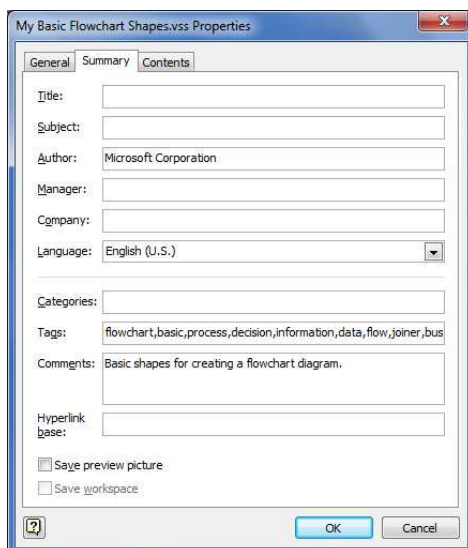 My Basic Flowchart Shapes.vss Properties
General Summary Contents
Title:
Subject:
Author: Microsoft Corporation
Manager:
Company:
Language: English (U.S.)
Categories:
Tags: flowchart,basic,process,decision,information,data,flow,joiner,bus
Comments: Basic shapes for creating a flowchart diagram.
Hyperlink
base:
Save preview picture
Save workspace
? OK Cancel